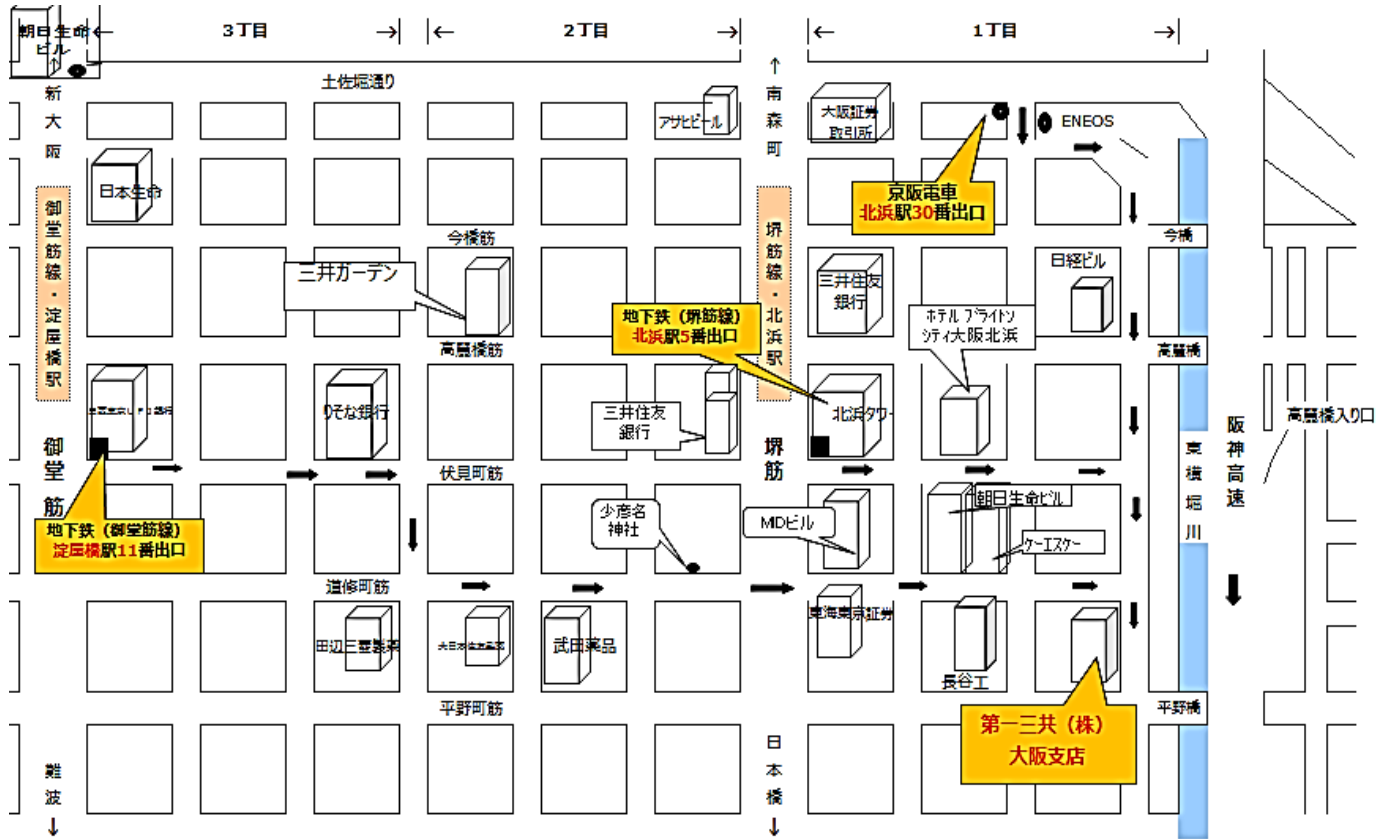 朝日生命
ビル
←
3丁目
→
←
2丁目
→
←
1丁目
→
土佐堀通り
↑
新大阪
アサヒビール
↑
南森町
大阪証券
取引所
ENEOS
日本生命
京阪電車
北浜駅30番出口
御堂筋線・淀屋橋駅
堺筋線・北浜駅
今橋筋
今橋
三井ガーデン
三井住友
銀行
日経ビル
地下鉄（堺筋線）
北浜駅5番出口
ホテル ブライトン
シティ大阪北浜
高麗橋筋
高麗橋
りそな銀行
三井住友
銀行
北浜タワー
高麗橋入り口
御堂筋
堺筋
東横堀川
阪神高速
伏見町筋
地下鉄（御堂筋線）
淀屋橋駅11番出口
少彦名
神社
MDビル
朝日生命ビル
ケーエスケー
道修町筋
田辺三菱製薬
大日本住友製薬
武田薬品
東海東京証券
長谷工
第一三共（株）
大阪支店
平野町筋
平野橋
難波
↓
日本橋
↓